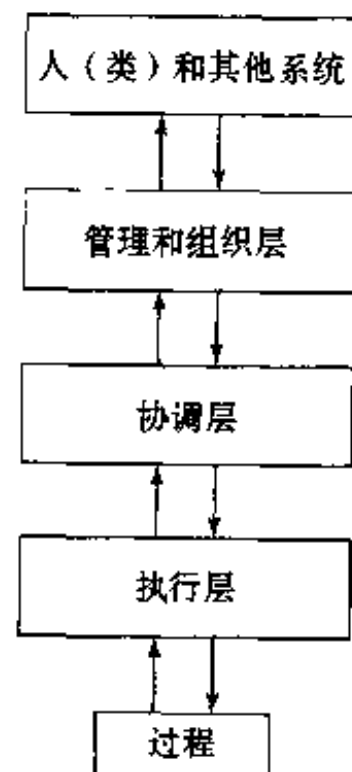 人（类）和其他系统
管理和组织层
协调层
执行层
过程